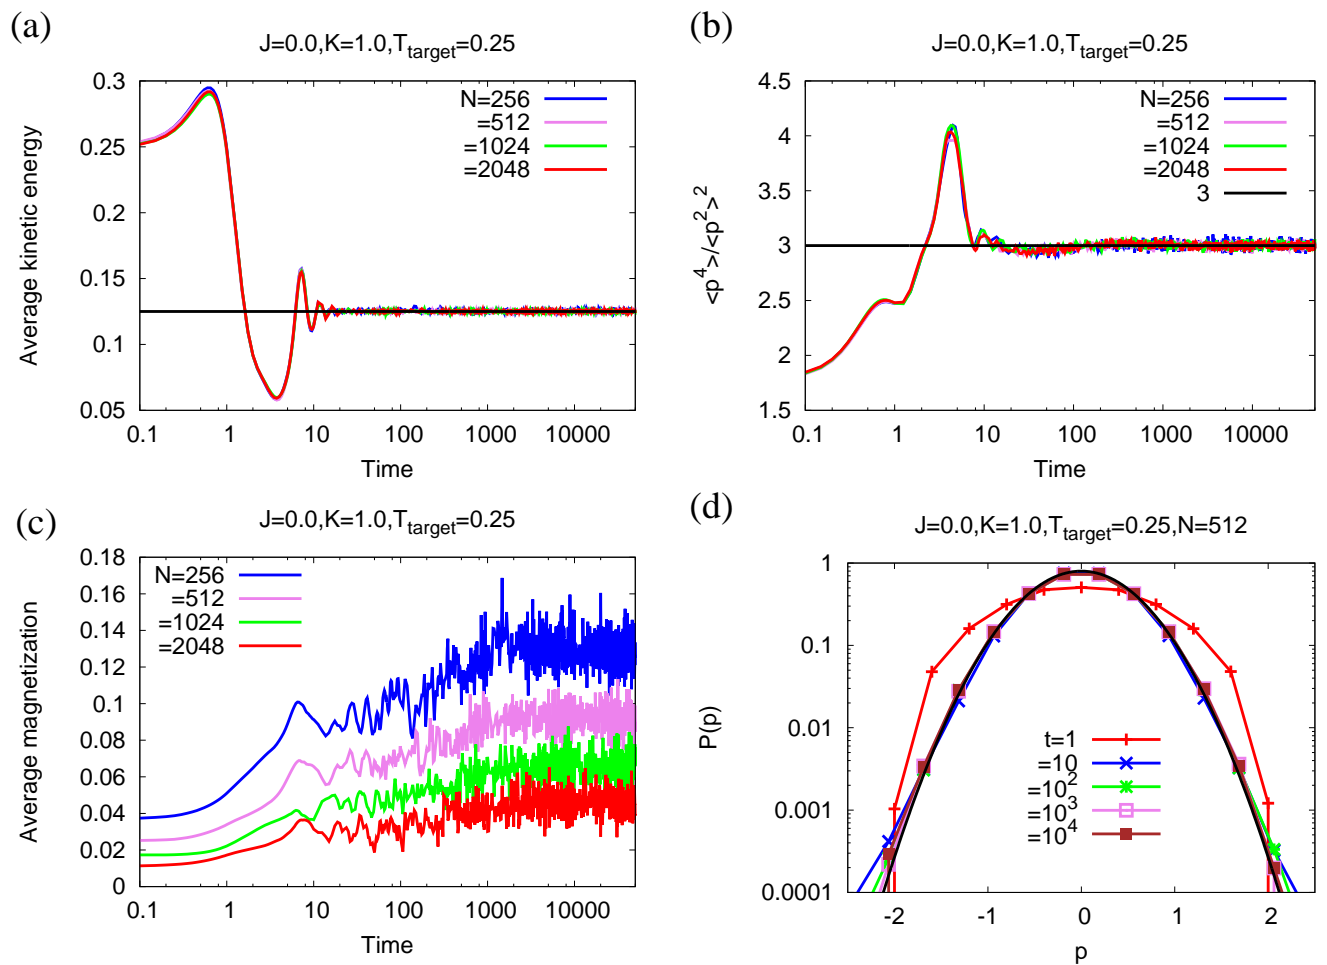 (a)
J=0.0,K=1.0,T_target=0.25
Average kinetic energy
0.3
0.25
0.2
0.15
0.1
0.05
N=256
=512
=1024
=2048
0.1 1 10 100 1000 10000
Time
(b)
J=0.0,K=1.0,T_target=0.25
<p^4>/<p^2>^2
4.5
4
3.5
3
2.5
2
1.5
N=256
=512
=1024
=2048
3
0.1 1 10 100 1000 10000
Time
(c)
J=0.0,K=1.0,T_target=0.25
Average magnetization
0.18
0.16
0.14
0.12
0.1
0.08
0.06
0.04
0.02
0
N=256
=512
=1024
=2048
0.1 1 10 100 1000 10000
Time
(d)
J=0.0,K=1.0,T_target=0.25,N=512
P(p)
1
0.1
0.01
0.001
0.0001
t=1
=10
=10^2
=10^3
=10^4
-2 -1 0 1 2
p